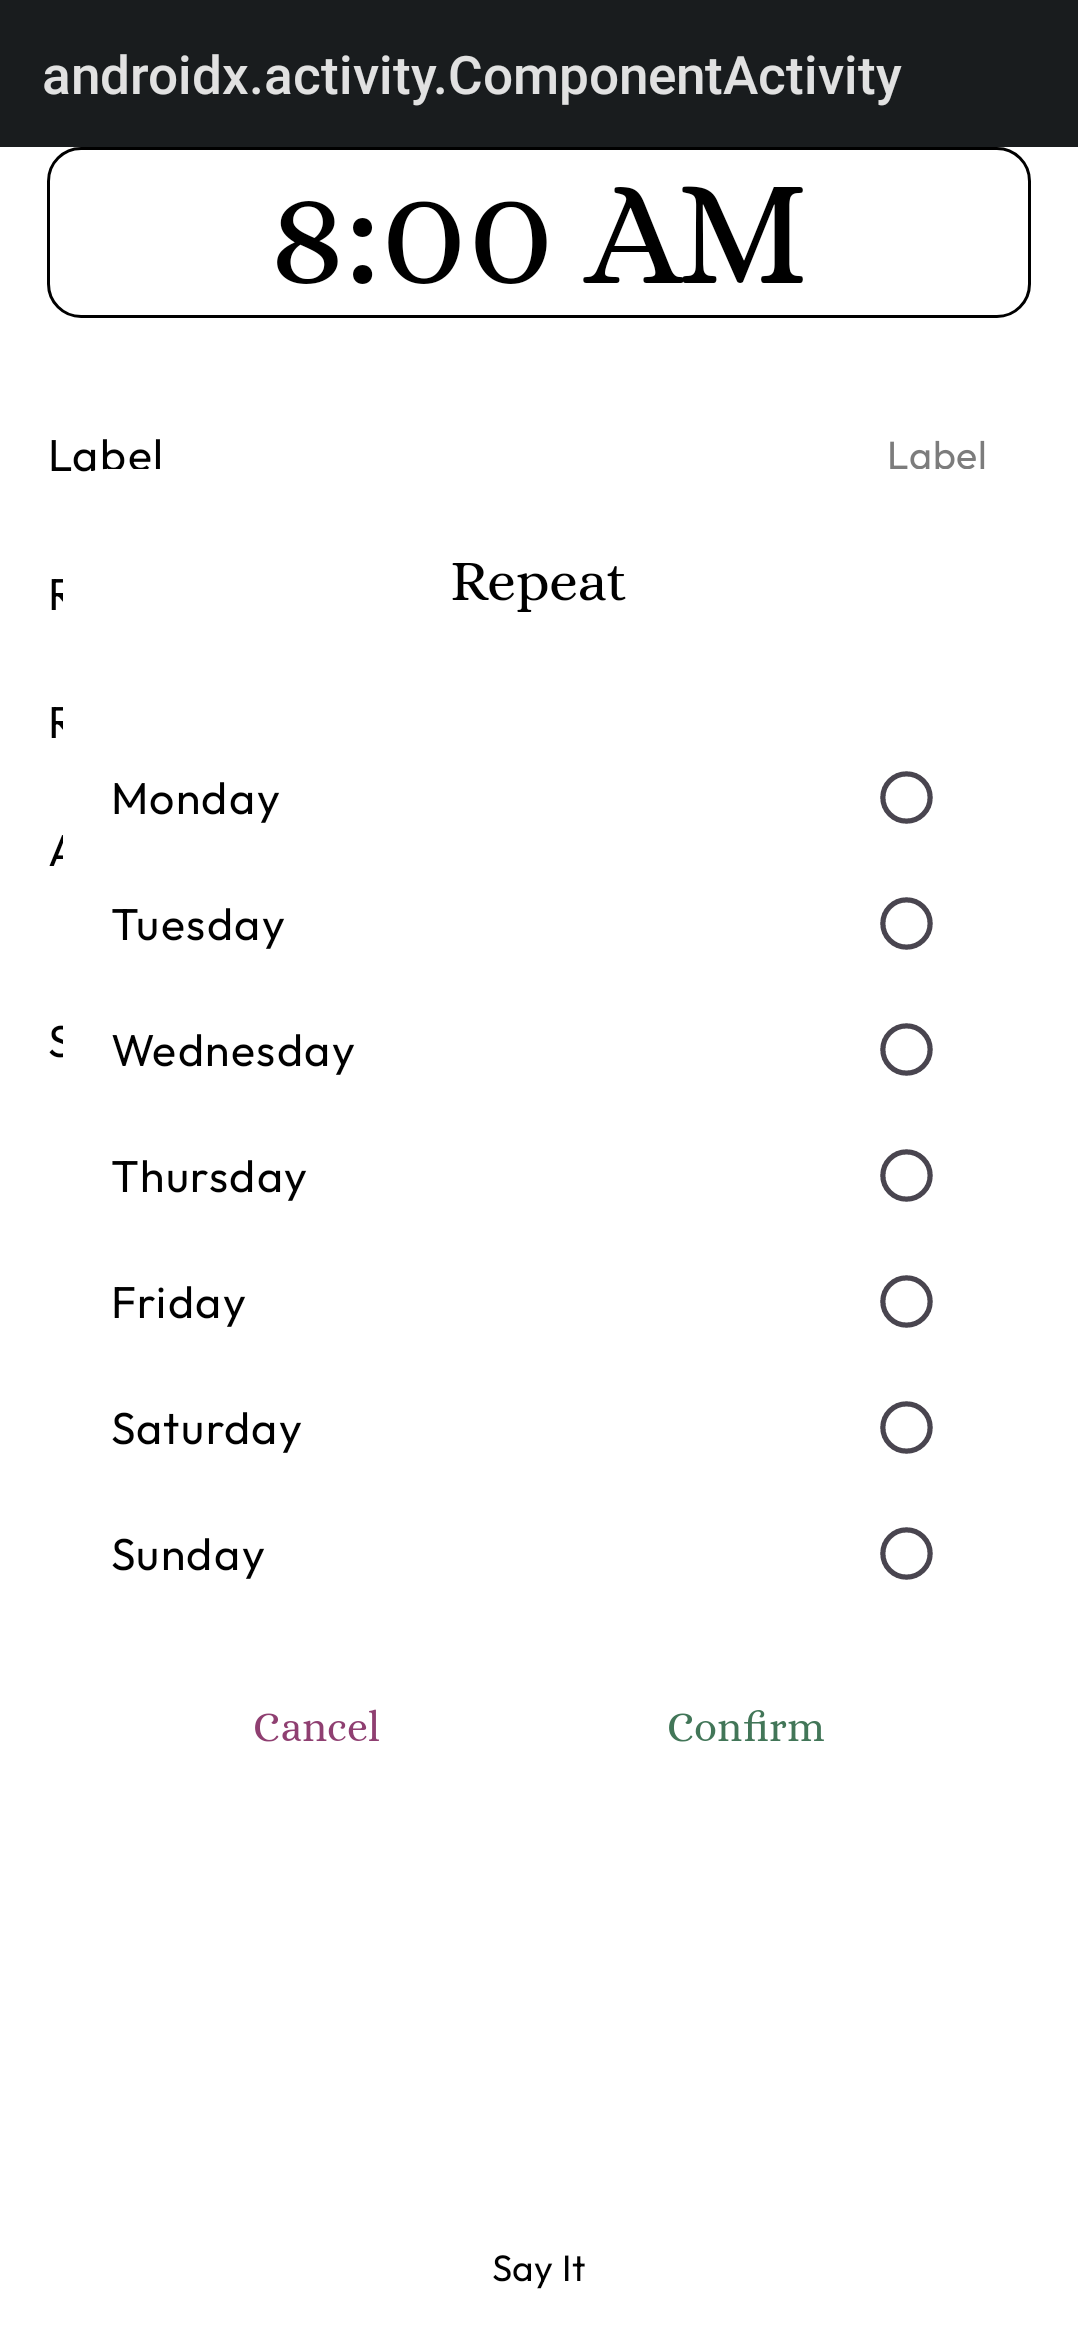 androidx.activity.ComponentActivity
8:00 AM
Label Label
Repeat
Monday
Tuesday
Wednesday
Thursday
Friday
Saturday
Sunday
Cancel Confirm
Say It